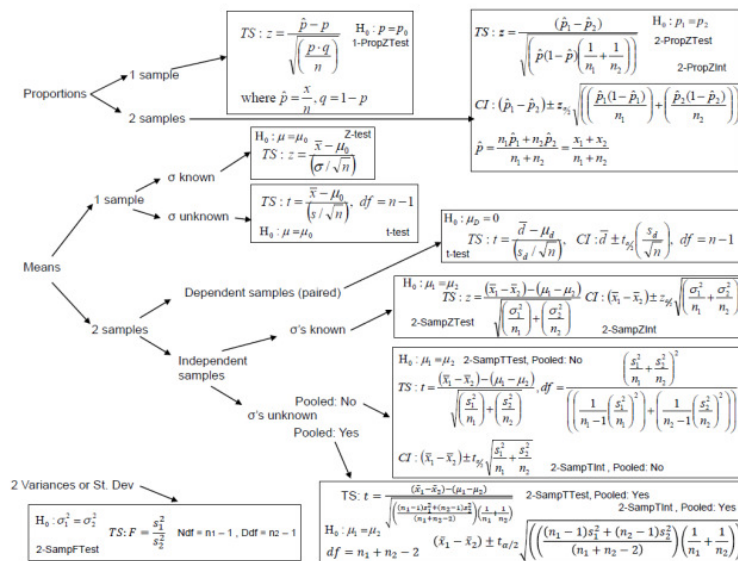 Proportions
1 sample
2 samples
TS : z = (p̂ − p) / √((p·q)/n) H₀ : p = p₀
1-PropZTest
where p̂ = x/n, q = 1 − p
TS : z = (p̂₁ − p̂₂) / √(p̂(1−p̂)(1/n₁ + 1/n₂)) H₀ : p₁ = p₂
2-PropZTest
2-PropZInt
CI : (p̂₁ − p̂₂) ± z_α/2 √((p̂₁(1−p̂₁)/n₁) + (p̂₂(1−p̂₂)/n₂))
p̂ = (n₁p̂₁ + n₂p̂₂)/(n₁ + n₂) = (x₁ + x₂)/(n₁ + n₂)
Means
1 sample
σ known
H₀ : μ = μ₀ Z-test
TS : z = (x̄ − μ₀)/(σ/√n)
σ unknown
TS : t = (x̄ − μ₀)/(s/√n), df = n − 1
H₀ : μ = μ₀ t-test
2 samples
Dependent samples (paired)
H₀ : μ_D = 0
TS : t = (d̄ − μ_d)/(s_d/√n), CI : d̄ ± t_α/2 (s_d/√n), df = n − 1
t-test
Independent
samples
σ's known
H₀ : μ₁ = μ₂
TS : z = ((x̄₁ − x̄₂) − (μ₁ − μ₂)) / √((σ₁²/n₁) + (σ₂²/n₂)) CI : (x̄₁ − x̄₂) ± z_α/2 √((σ₁²/n₁) + (σ₂²/n₂))
2-SampZTest 2-SampZInt
σ's unknown
Pooled: No
Pooled: Yes
H₀ : μ₁ = μ₂ 2-SampTTest, Pooled: No
TS : t = ((x̄₁ − x̄₂) − (μ₁ − μ₂)) / √((s₁²/n₁) + (s₂²/n₂)), df = (s₁²/n₁ + s₂²/n₂)² / ((1/(n₁−1) (s₁²/n₁)²) + (1/(n₂−1) (s₂²/n₂)²))
CI : (x̄₁ − x̄₂) ± t_α/2 √(s₁²/n₁ + s₂²/n₂)
2-SampTInt , Pooled: No
TS: t = ((x̄₁−x̄₂)−(μ₁−μ₂)) / √((((n₁−1)s₁²+(n₂−1)s₂²)/(n₁+n₂−2))(1/n₁+1/n₂))
2-SampTTest, Pooled: Yes
2-SampTInt , Pooled: Yes
H₀ : μ₁ = μ₂
df = n₁ + n₂ − 2 (x̄₁ − x̄₂) ± t_α/2 √((((n₁ − 1)s₁² + (n₂ − 1)s₂²)/(n₁ + n₂ − 2))(1/n₁ + 1/n₂))
2 Variances or St. Dev
H₀ : σ₁² = σ₂²
TS : F = s₁²/s₂² Ndf = n₁ − 1 , Ddf = n₂ − 1
2-SampFTest